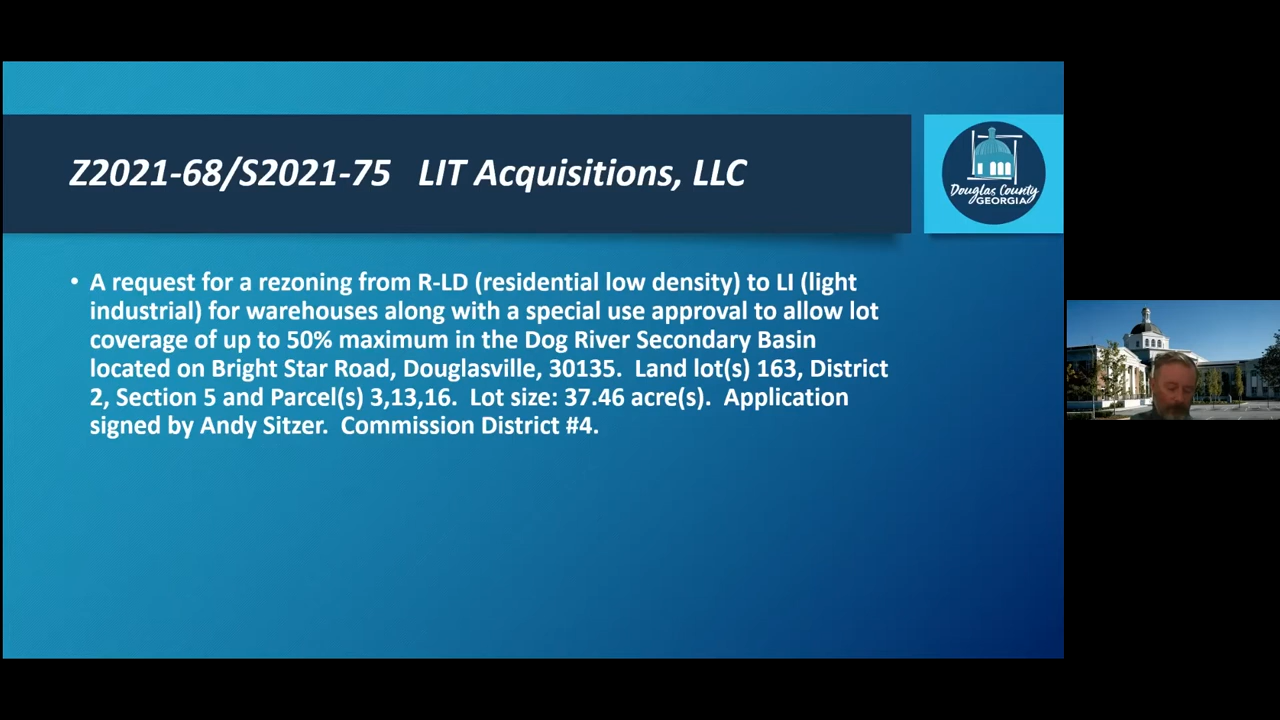 Z2021-68/S2021-75 LIT Acquisitions, LLC
Douglas County
GEORGIA
• A request for a rezoning from R-LD (residential low density) to LI (light
industrial) for warehouses along with a special use approval to allow lot
coverage of up to 50% maximum in the Dog River Secondary Basin
located on Bright Star Road, Douglasville, 30135. Land lot(s) 163, District
2, Section 5 and Parcel(s) 3,13,16. Lot size: 37.46 acre(s). Application
signed by Andy Sitzer. Commission District #4.